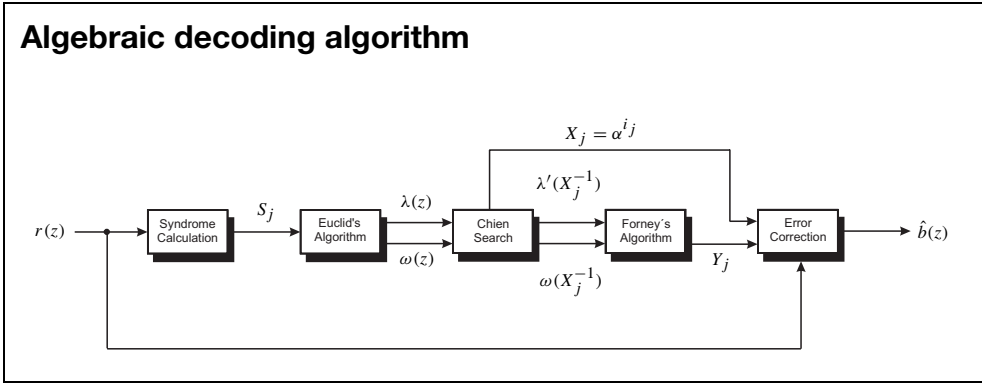 Algebraic decoding algorithm
X_j = α^{i_j}
λ′(X_j^{−1})
r(z)
Syndrome
Calculation
S_j
Euclid's
Algorithm
λ(z)
ω(z)
Chien
Search
ω(X_j^{−1})
Forney´s
Algorithm
Y_j
Error
Correction
b̂(z)